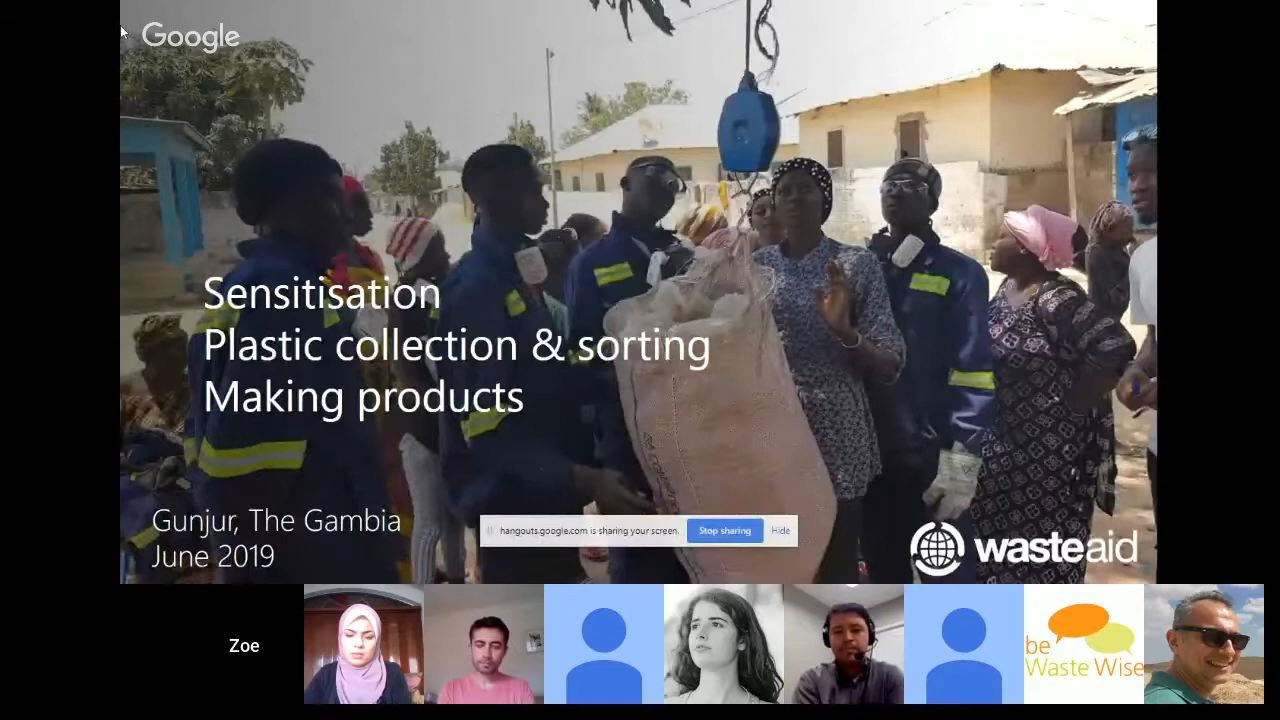 Google
Sensitisation
Plastic collection & sorting
Making products
Gunjur, The Gambia
June 2019
hangouts.google.com is sharing your screen. Stop sharing Hide
wasteaid
Zoe
be
Waste Wise